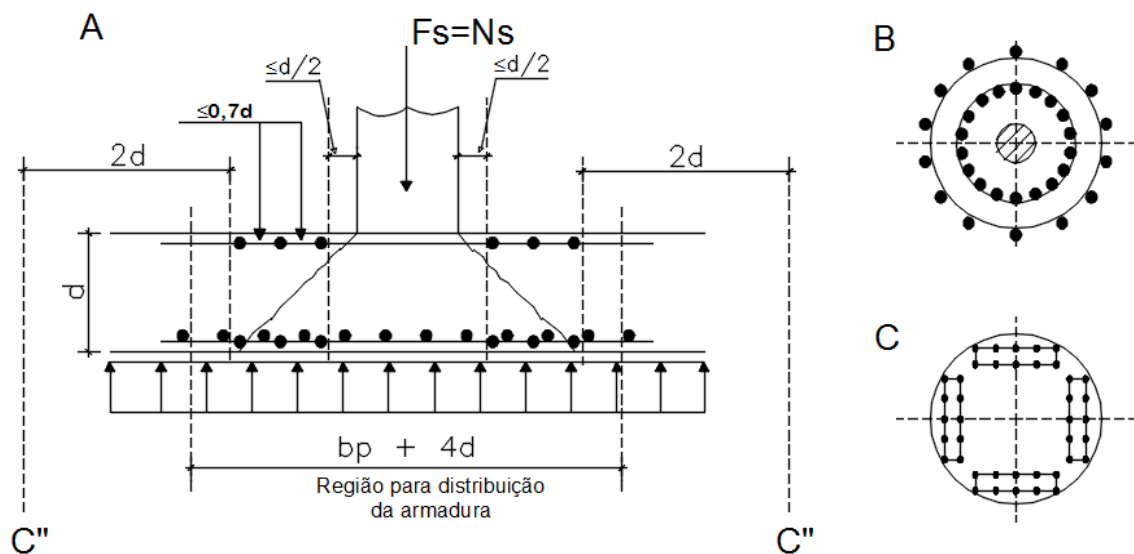 A
Fs=Ns
B
≤d/2
≤d/2
≤0,7d
2d
2d
d
C
bp + 4d
Região para distribuição
da armadura
C"
C"